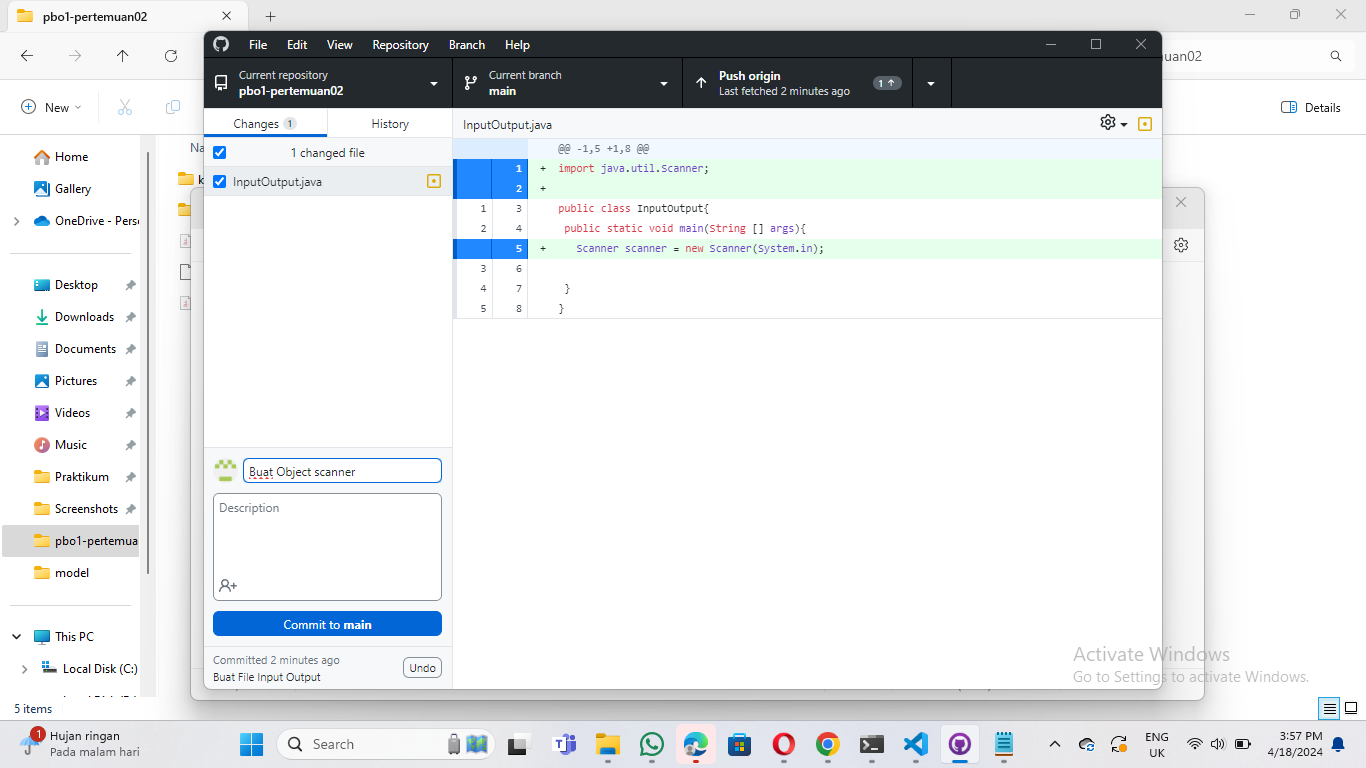 pbo1-pertemuan02
File Edit View Repository Branch Help
uan02
Current repository
pbo1-pertemuan02
Current branch
main
Push origin
Last fetched 2 minutes ago
1
New
Details
Changes 1
History
InputOutput.java
1 changed file
InputOutput.java
@@ -1,5 +1,8 @@
1 + import java.util.Scanner;
2 +
1 3 public class InputOutput{
2 4 public static void main(String [] args){
5 + Scanner scanner = new Scanner(System.in);
3 6
4 7 }
5 8 }
Home
Gallery
OneDrive - Pers
Desktop
Downloads
Documents
Pictures
Videos
Music
Praktikum
Screenshots
pbo1-pertemua
model
This PC
Local Disk (C:)
Na
k
Buat Object scanner
Description
Commit to main
Committed 2 minutes ago
Buat File Input Output
Undo
Activate Windows
Go to Settings to activate Windows.
5 items
1
Hujan ringan
Pada malam hari
Search
ENG
UK
3:57 PM
4/18/2024